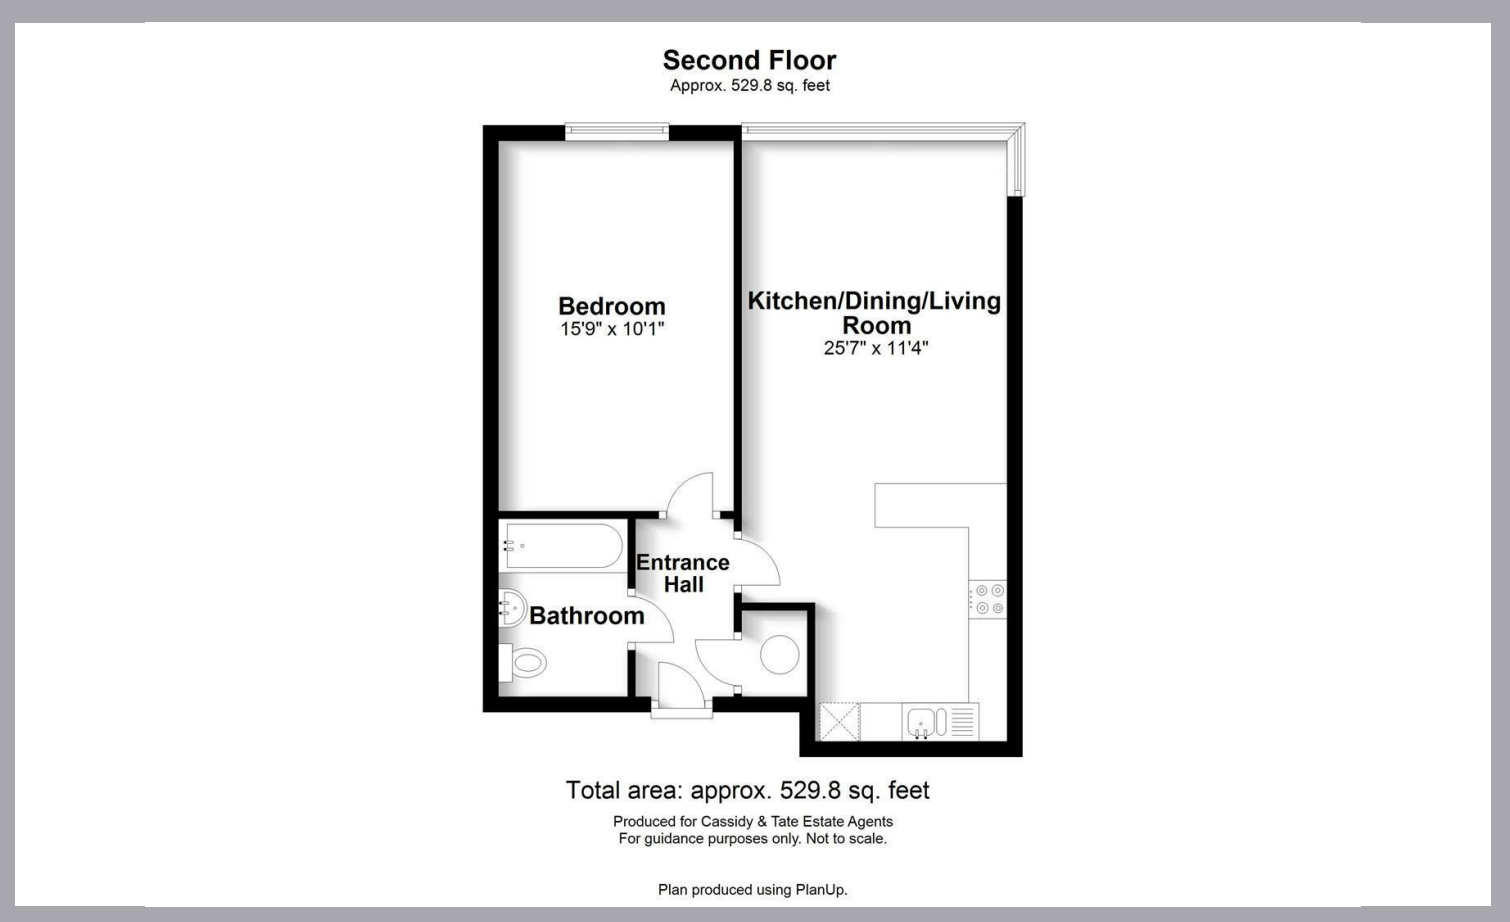 Second Floor
Approx. 529.8 sq. feet
Bedroom
15'9" x 10'1"
Kitchen/Dining/Living
Room
25'7" x 11'4"
Entrance
Hall
Bathroom
Total area: approx. 529.8 sq. feet
Produced for Cassidy & Tate Estate Agents
For guidance purposes only. Not to scale.
Plan produced using PlanUp.